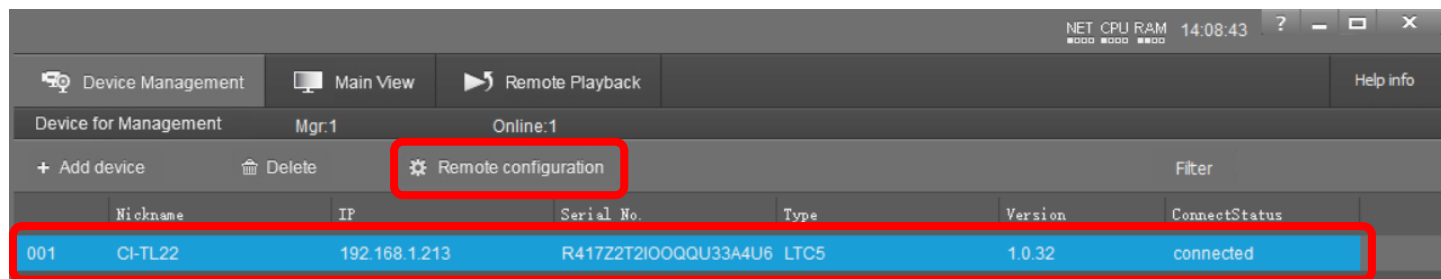 NET CPU RAM 14:08:43 ? – X
Device Management Main View Remote Playback Help info
Device for Management Mgr:1 Online:1
+ Add device Delete Remote configuration Filter
Nickname IP Serial No. Type Version ConnectStatus
001 CI-TL22 192.168.1.213 R417Z2T2IOOQQU33A4U6 LTC5 1.0.32 connected